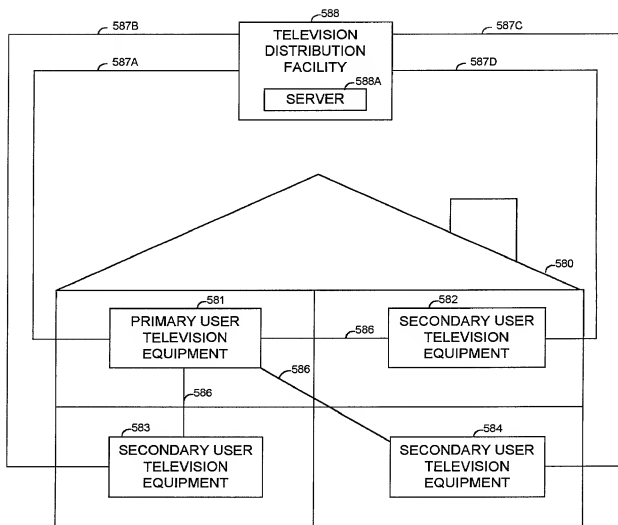 587B
588
587C
TELEVISION
DISTRIBUTION
FACILITY
587A
587D
588A
SERVER
580
581
582
PRIMARY USER
TELEVISION
EQUIPMENT
586
SECONDARY USER
TELEVISION
EQUIPMENT
586
586
583
584
SECONDARY USER
TELEVISION
EQUIPMENT
SECONDARY USER
TELEVISION
EQUIPMENT